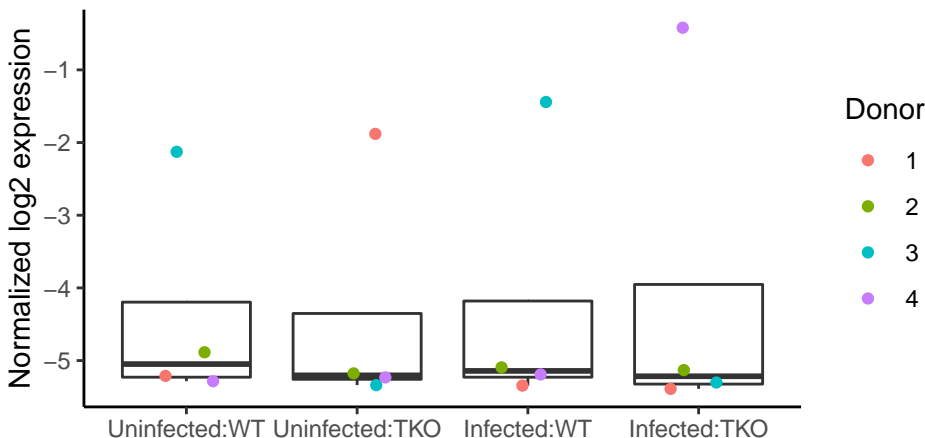 Normalized log2 expression
−1
−2
−3
−4
−5
Uninfected:WT
Uninfected:TKO
Infected:WT
Infected:TKO
Donor
1
2
3
4